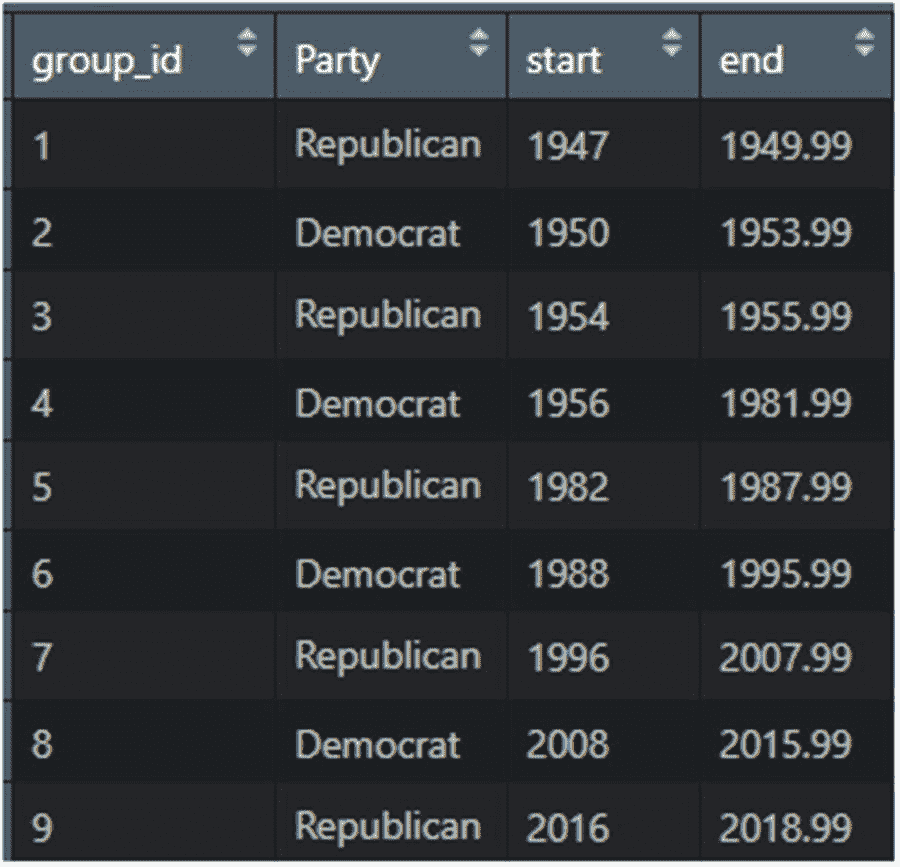 group_id Party start end
1 Republican 1947 1949.99
2 Democrat 1950 1953.99
3 Republican 1954 1955.99
4 Democrat 1956 1981.99
5 Republican 1982 1987.99
6 Democrat 1988 1995.99
7 Republican 1996 2007.99
8 Democrat 2008 2015.99
9 Republican 2016 2018.99